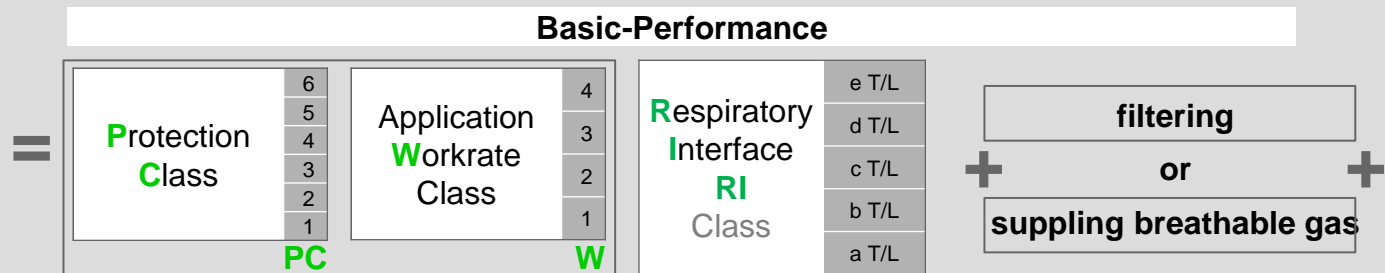 Basic-Performance
=
Protection
Class
6
5
4
3
2
1
PC
Application
Workrate
Class
4
3
2
1
W
Respiratory
Interface
RI
Class
e T/L
d T/L
c T/L
b T/L
a T/L
+
filtering
or
suppling breathable gas
+